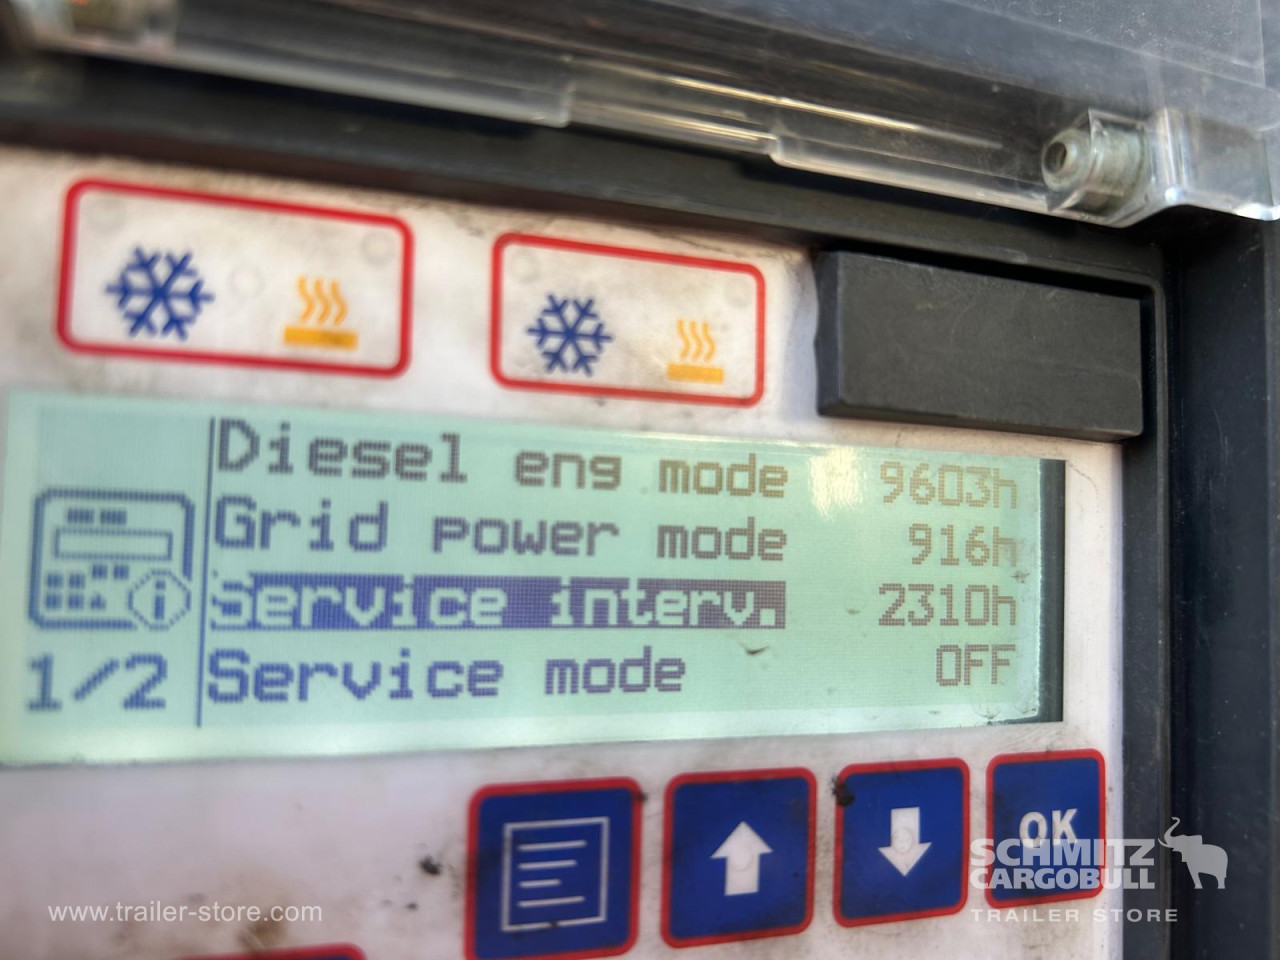 Diesel eng mode 9603h
Grid power mode 916h
Service interv. 2310h
Service mode OFF
1/2
OK
SCHMITZ
CARGOBULL
TRAILER STORE
www.trailer-store.com